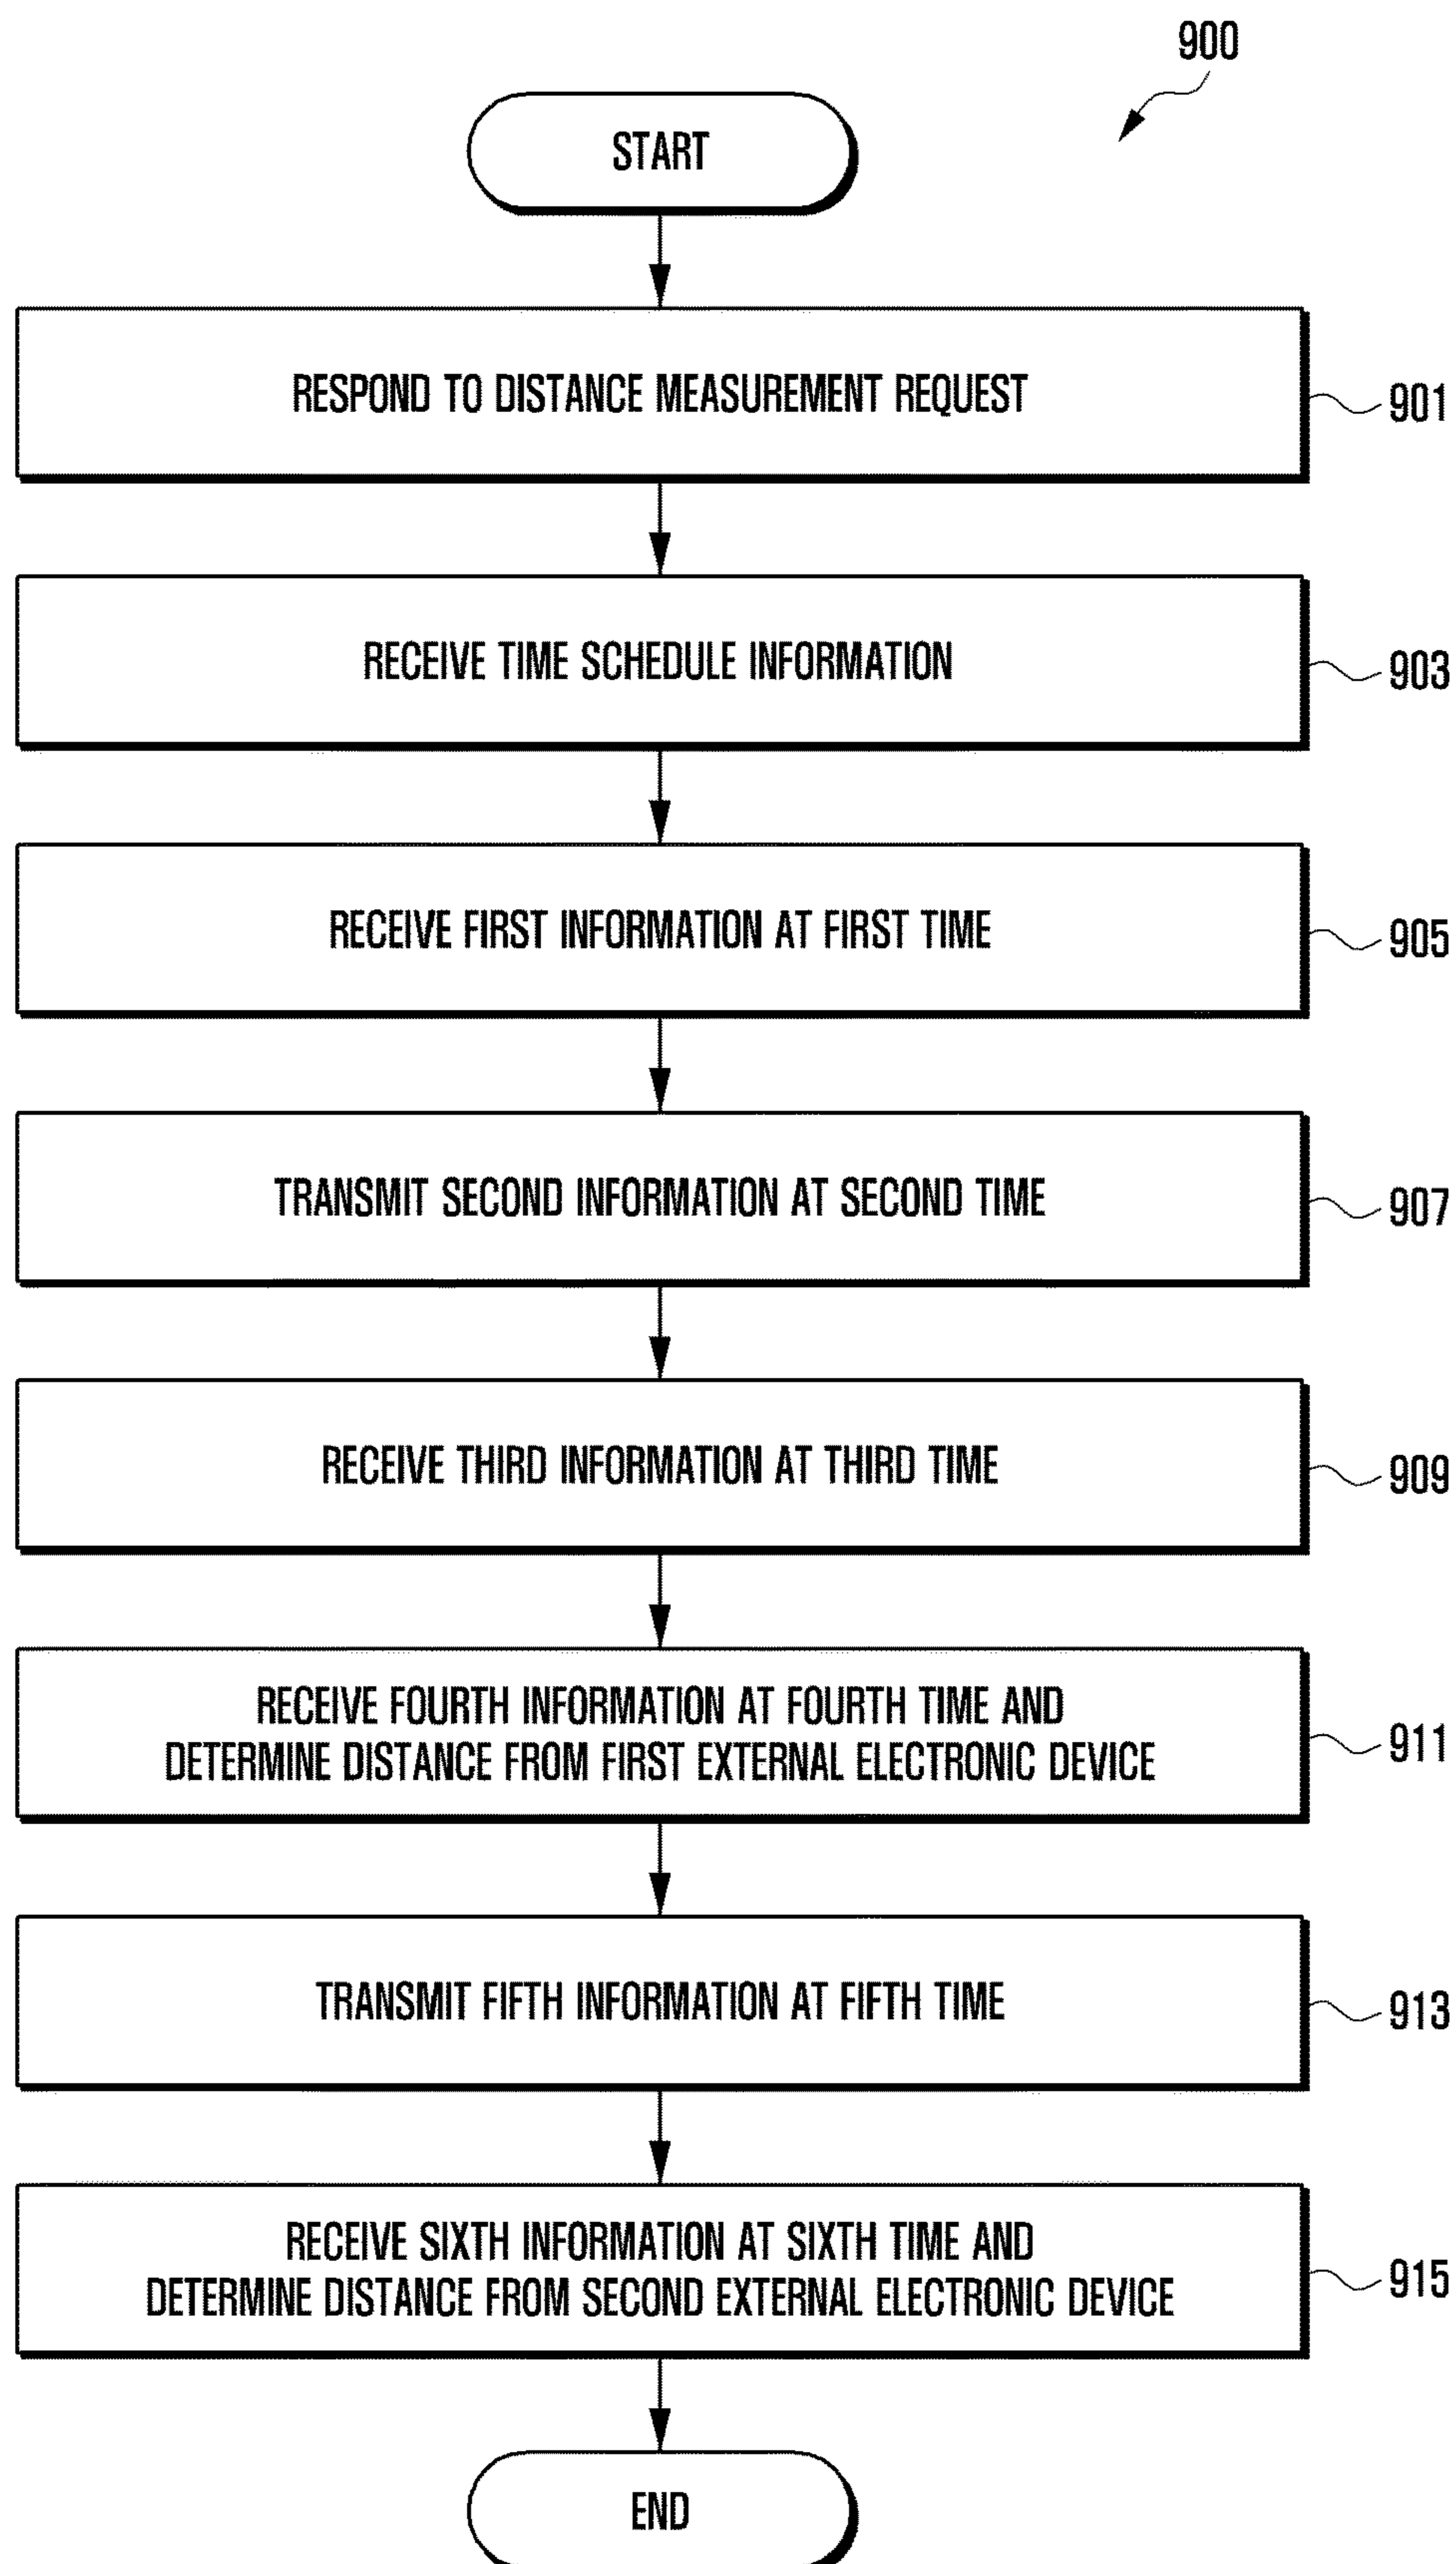 900
START
RESPOND TO DISTANCE MEASUREMENT REQUEST
901
RECEIVE TIME SCHEDULE INFORMATION
903
RECEIVE FIRST INFORMATION AT FIRST TIME
905
TRANSMIT SECOND INFORMATION AT SECOND TIME
907
RECEIVE THIRD INFORMATION AT THIRD TIME
909
RECEIVE FOURTH INFORMATION AT FOURTH TIME AND
DETERMINE DISTANCE FROM FIRST EXTERNAL ELECTRONIC DEVICE
911
TRANSMIT FIFTH INFORMATION AT FIFTH TIME
913
RECEIVE SIXTH INFORMATION AT SIXTH TIME AND
DETERMINE DISTANCE FROM SECOND EXTERNAL ELECTRONIC DEVICE
915
END